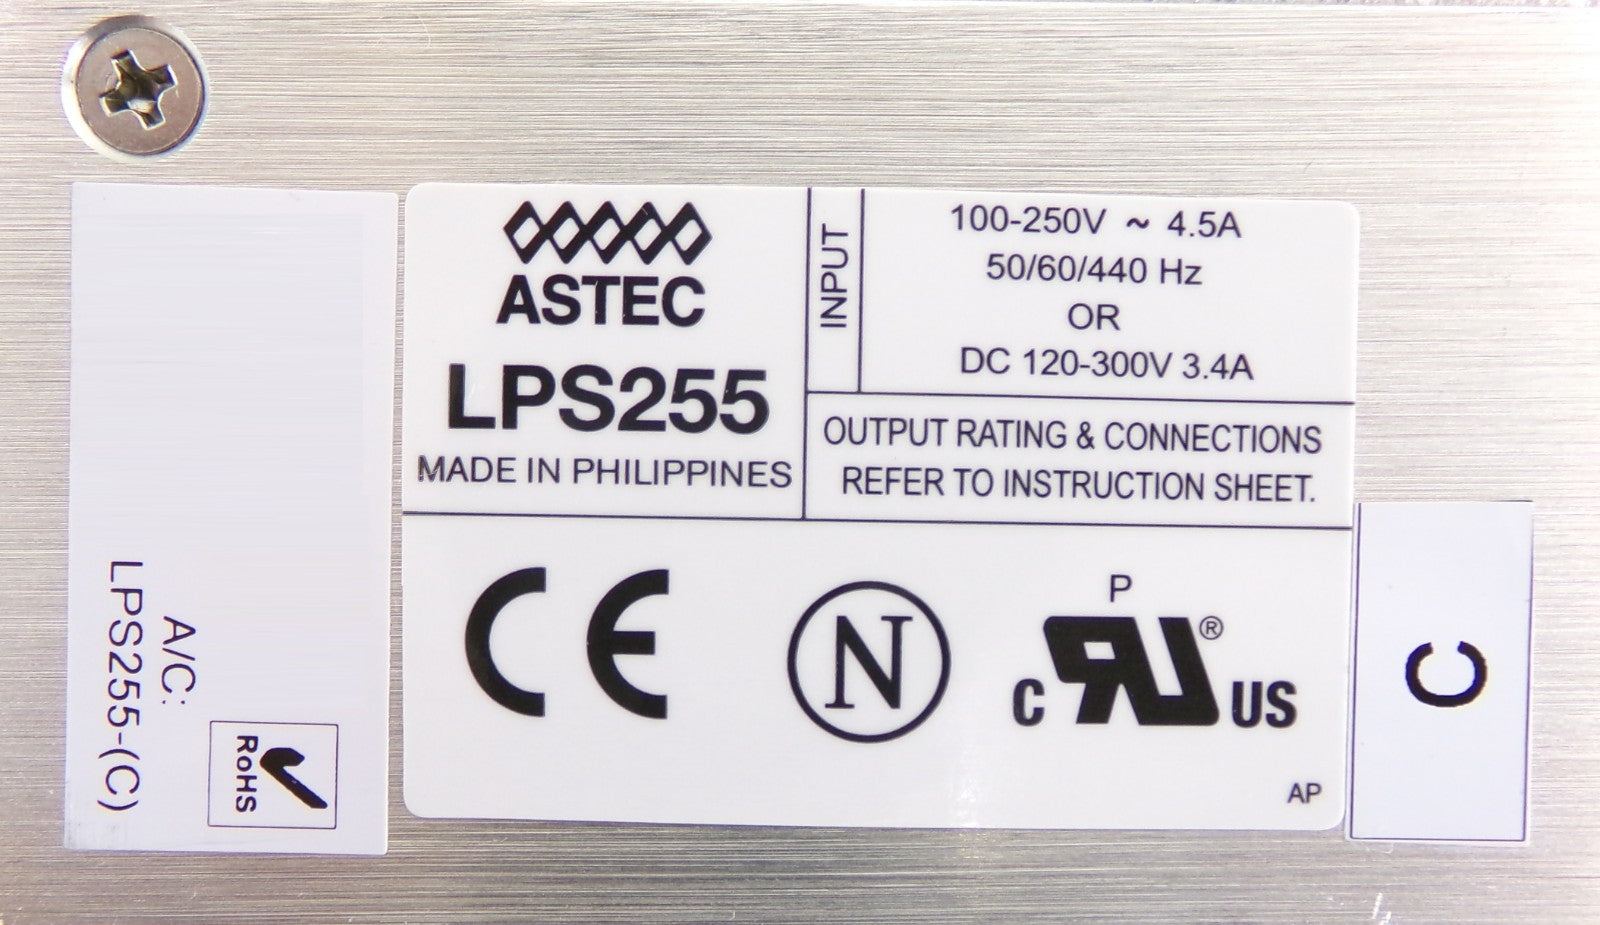 ASTEC
LPS255
MADE IN PHILIPPINES
INPUT
100-250V ~ 4.5A
50/60/440 Hz
OR
DC 120-300V 3.4A
OUTPUT RATING & CONNECTIONS
REFER TO INSTRUCTION SHEET.
CE
N
P
C RU® US
AP
A/C:
LPS255-(C)
RoHS
C